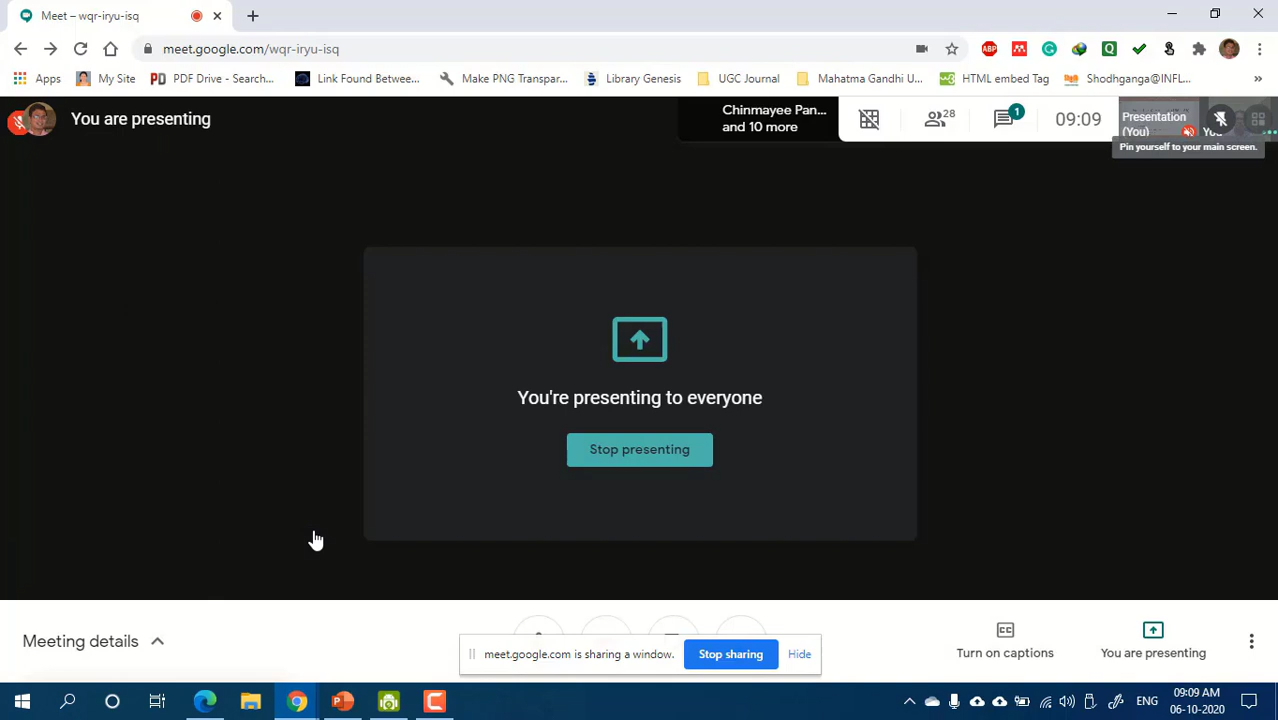 Meet – wqr-iryu-isq
meet.google.com/wqr-iryu-isq
ABP
Apps
My Site
PD PDF Drive - Search...
Link Found Betwee...
Make PNG Transpar...
Library Genesis
UGC Journal
Mahatma Gandhi U...
HTML embed Tag
Shodhganga@INFL...
»
You are presenting
Chinmayee Pan...
and 10 more
28
1
09:09
Presentation
(You)
You
Pin yourself to your main screen.
You're presenting to everyone
Stop presenting
Meeting details
meet.google.com is sharing a window.
Stop sharing
Hide
CC
Turn on captions
You are presenting
ENG
09:09 AM
06-10-2020